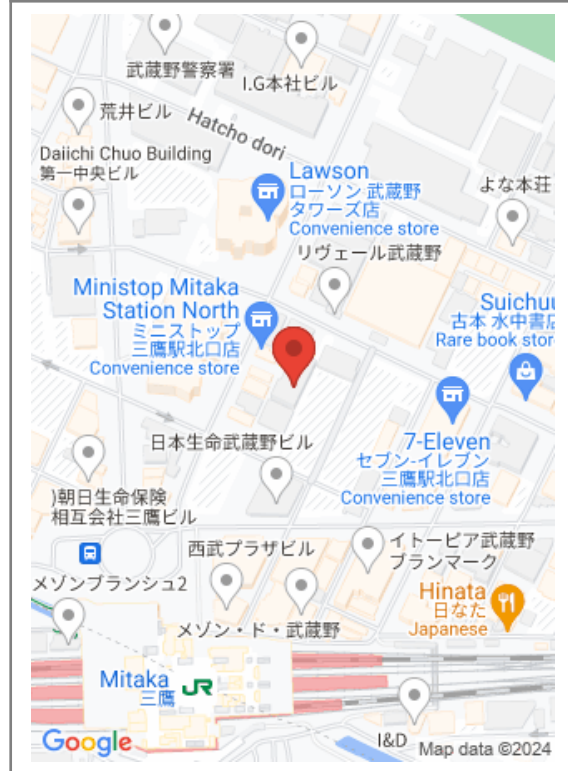 武蔵野警察署
I.G本社ビル
荒井ビル
Hatcho dori
Daiichi Chuo Building
第一中央ビル
Lawson
ローソン 武蔵野
タワーズ店
Convenience store
よな本荘
リヴェール武蔵野
Ministop Mitaka
Station North
ミニストップ
三鷹駅北口店
Convenience store
Suichuu
古本 水中書店
Rare book stor
日本生命武蔵野ビル
7-Eleven
セブン-イレブン
三鷹駅北口店
Convenience store
)朝日生命保険
相互会社三鷹ビル
西武プラザビル
イトーピア武蔵野
ブランマーク
メゾンブランシュ2
Hinata
日なた
Japanese
メゾン・ド・武蔵野
Mitaka
三鷹
JR
I&D
Google
Map data ©2024